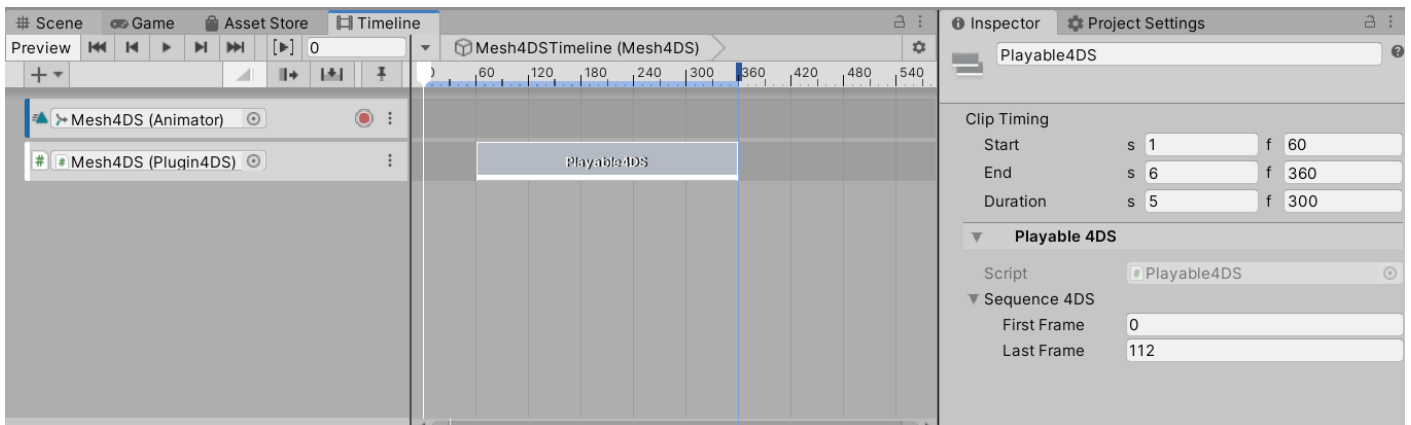 Scene Game Asset Store Timeline
Inspector Project Settings
Preview 0 Mesh4DSTimeline (Mesh4DS)
Playable4DS
0 60 120 180 240 300 360 420 480 540
Mesh4DS (Animator)
Mesh4DS (Plugin4DS)
Playable4DS
Clip Timing
Start s 1 f 60
End s 6 f 360
Duration s 5 f 300
Playable 4DS
Script Playable4DS
Sequence 4DS
First Frame 0
Last Frame 112